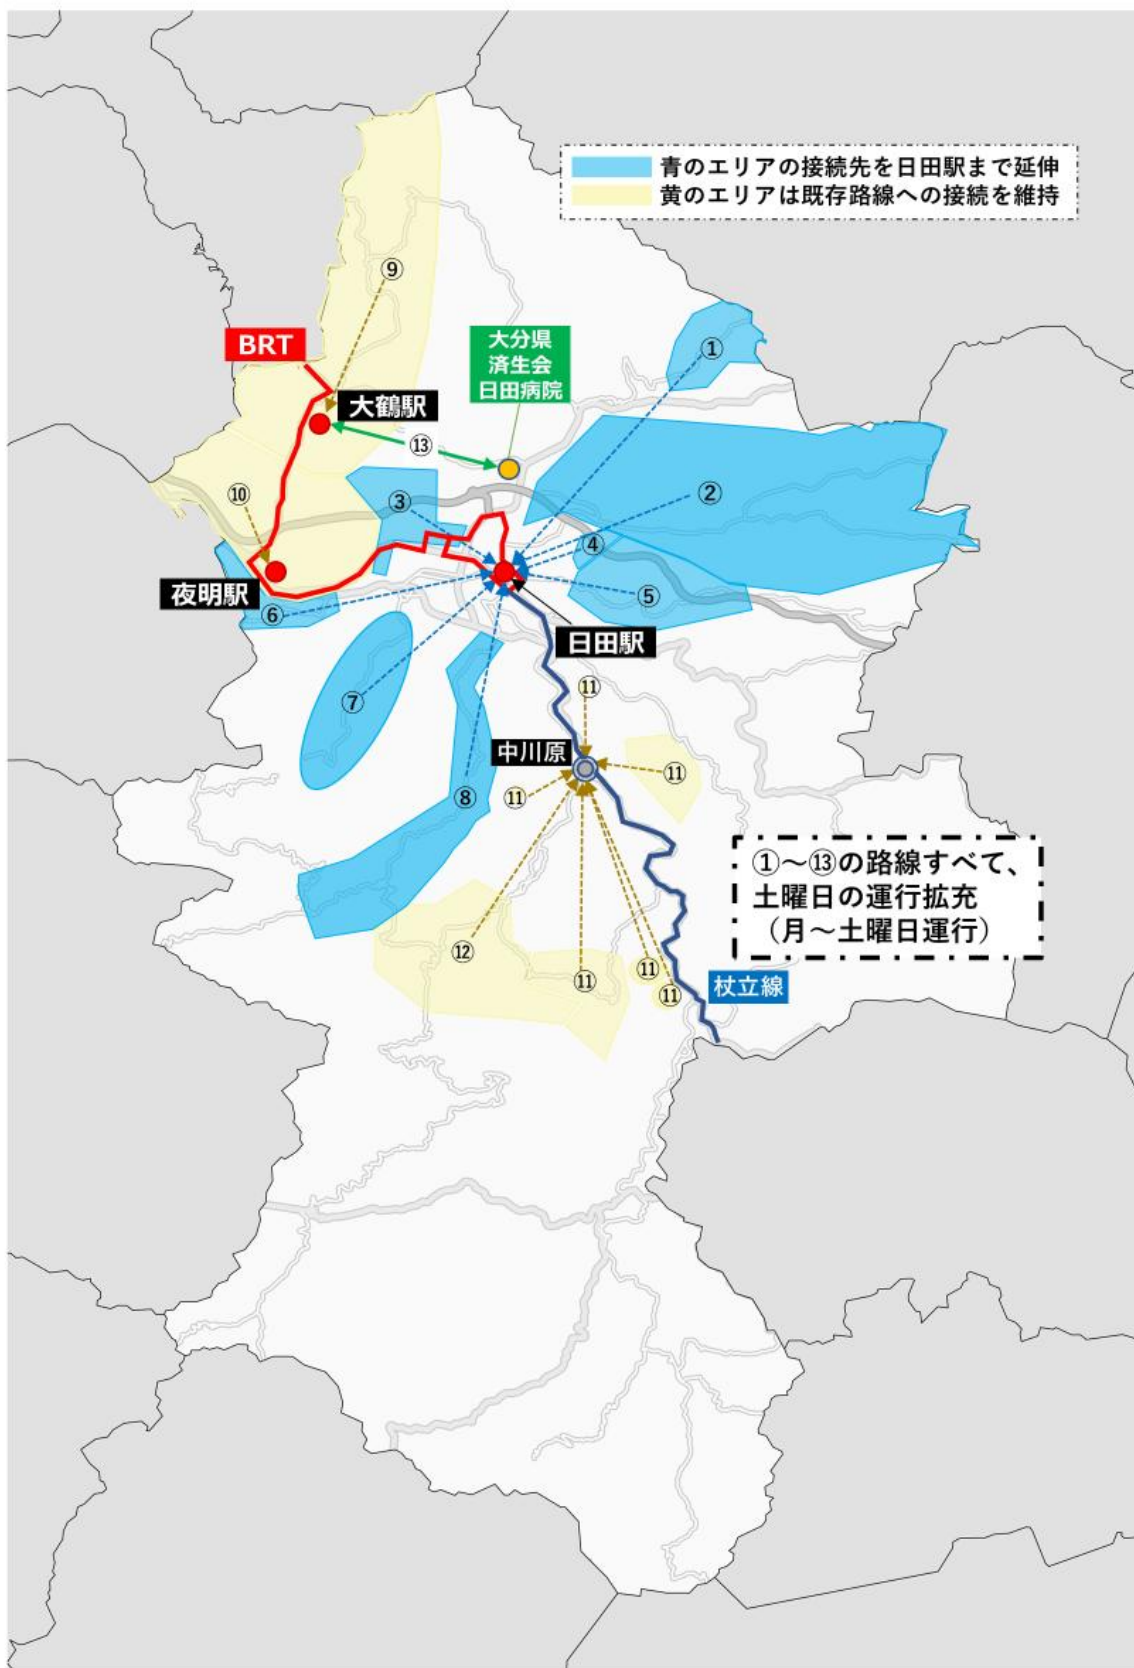 青のエリアの接続先を日田駅まで延伸
黄のエリアは既存路線への接続を維持
⑨
BRT
大分県
済生会
日田病院
①
大鶴駅
⑬
⑩
③
②
④
夜明駅
⑥
⑤
日田駅
⑦
⑪
中川原
⑪
⑧
⑪
①～⑬の路線すべて、
土曜日の運行拡充
（月～土曜日運行）
⑫
⑪
⑪
⑪
杖立線